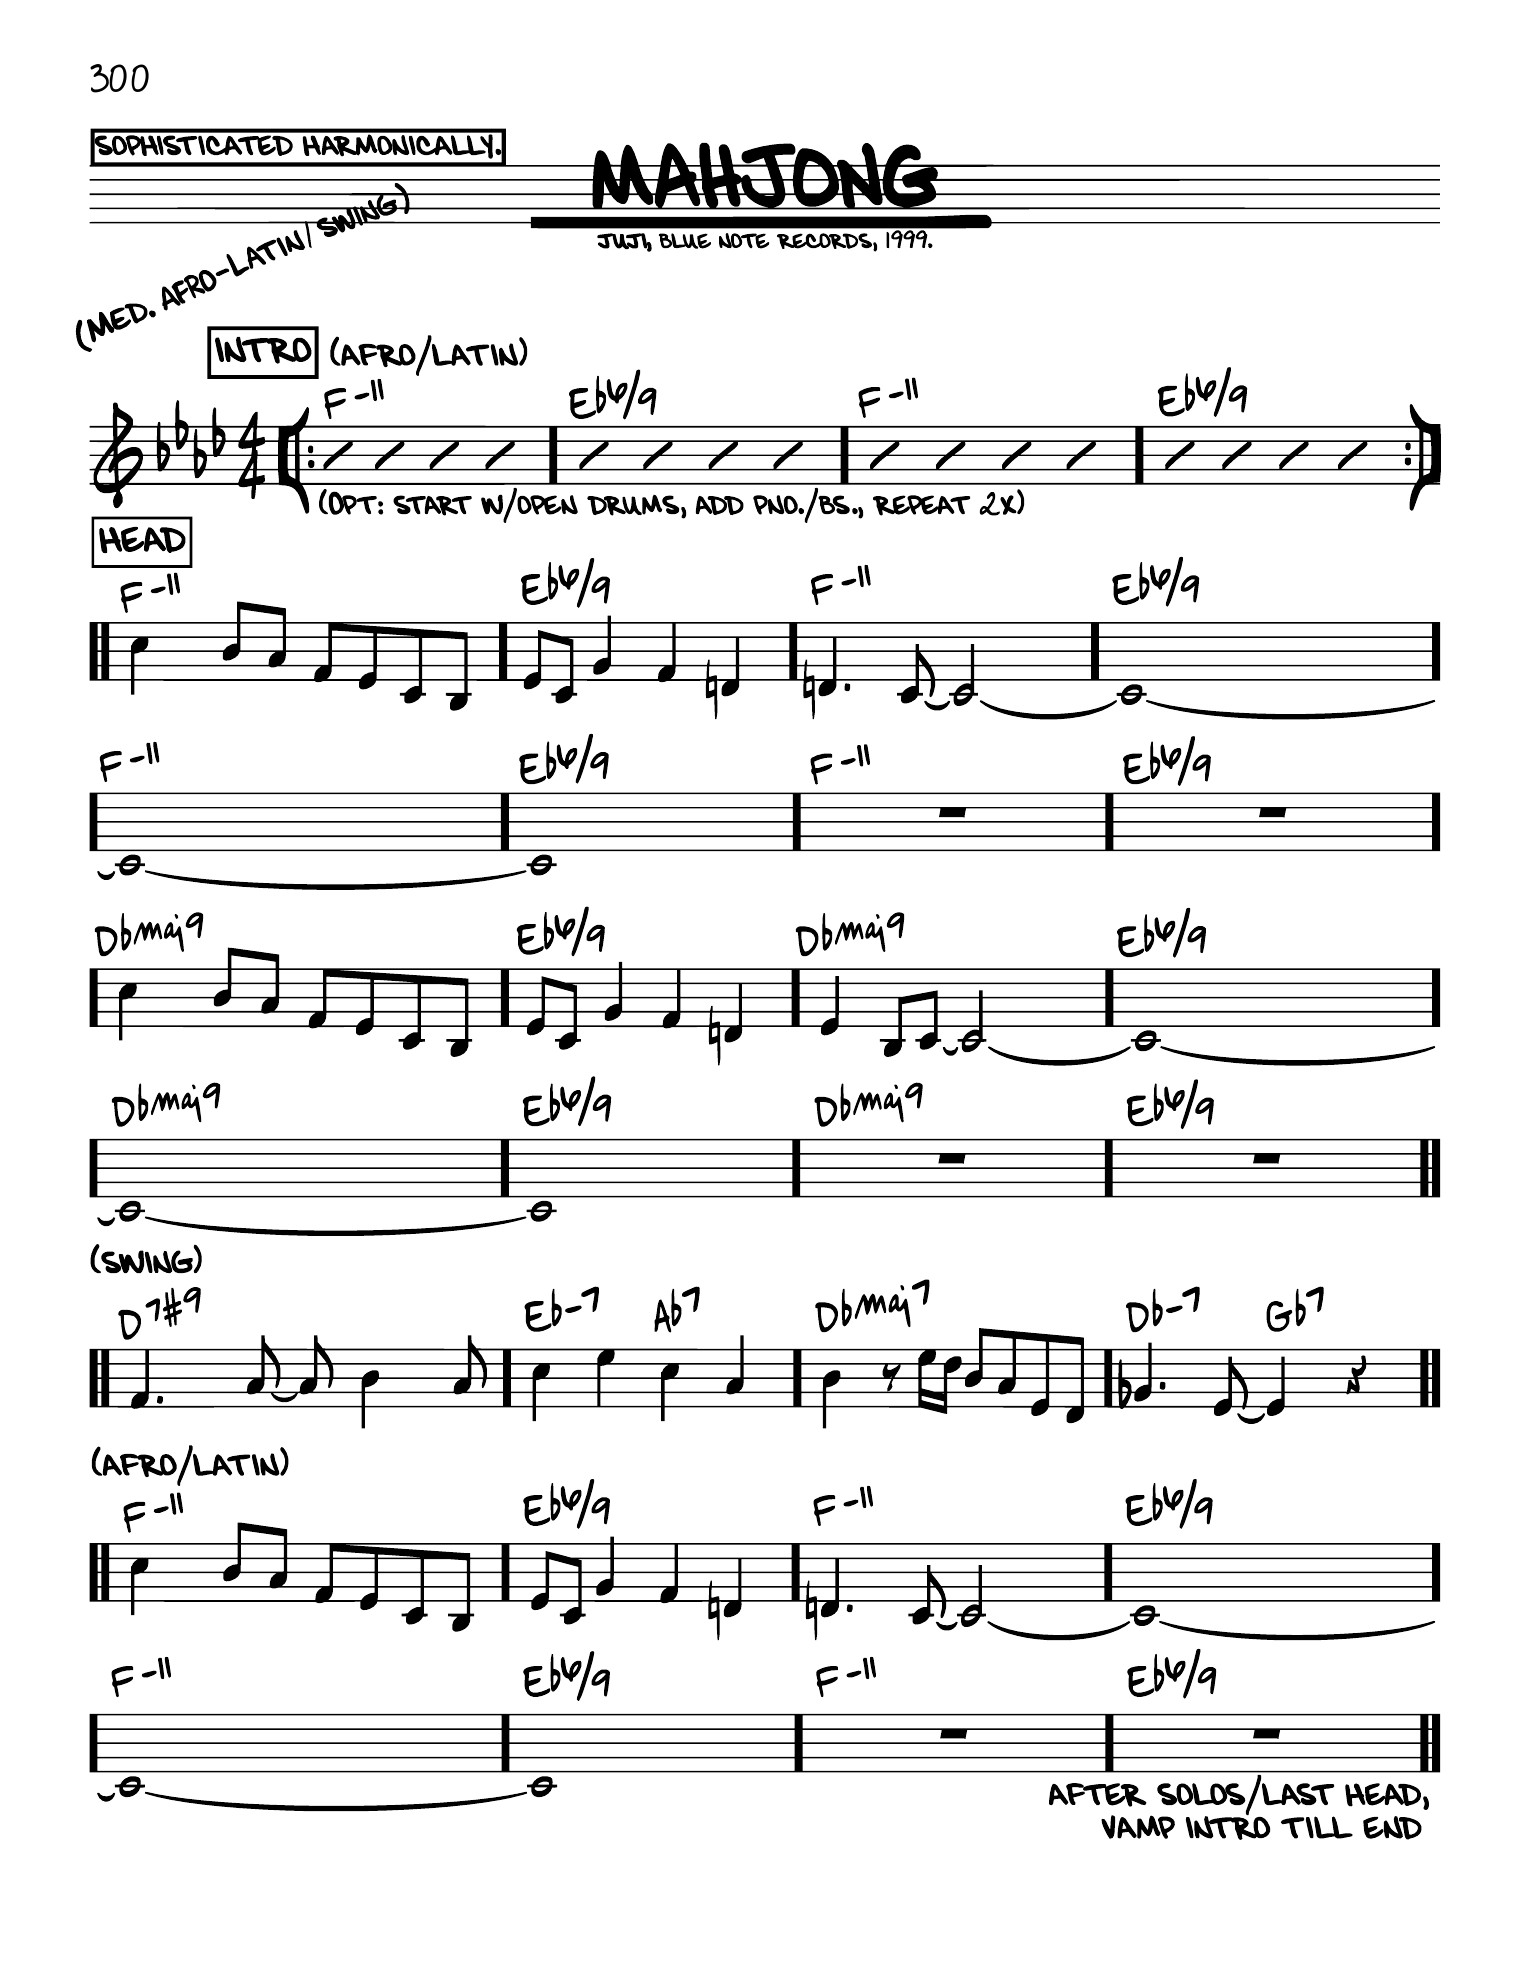 300
SOPHISTICATED HARMONICALLY.
MAHJONG
JUJI, BLUE NOTE RECORDS, 1999.
(MED. AFRO-LATIN/SWING)
INTRO (AFRO/LATIN)
F-11 Eb6/9 F-11 Eb6/9
4
4
(OPT: START W/OPEN DRUMS, ADD PNO./BS., REPEAT 2X)
HEAD
F-11 Eb6/9 F-11 Eb6/9
F-11 Eb6/9 F-11 Eb6/9
Dbmaj9 Eb6/9 Dbmaj9 Eb6/9
Dbmaj9 Eb6/9 Dbmaj9 Eb6/9
(SWING)
D7#9 Eb-7 Ab7 Dbmaj7 Db-7 Gb7
(AFRO/LATIN)
F-11 Eb6/9 F-11 Eb6/9
F-11 Eb6/9 F-11 Eb6/9
AFTER SOLOS/LAST HEAD,
VAMP INTRO TILL END